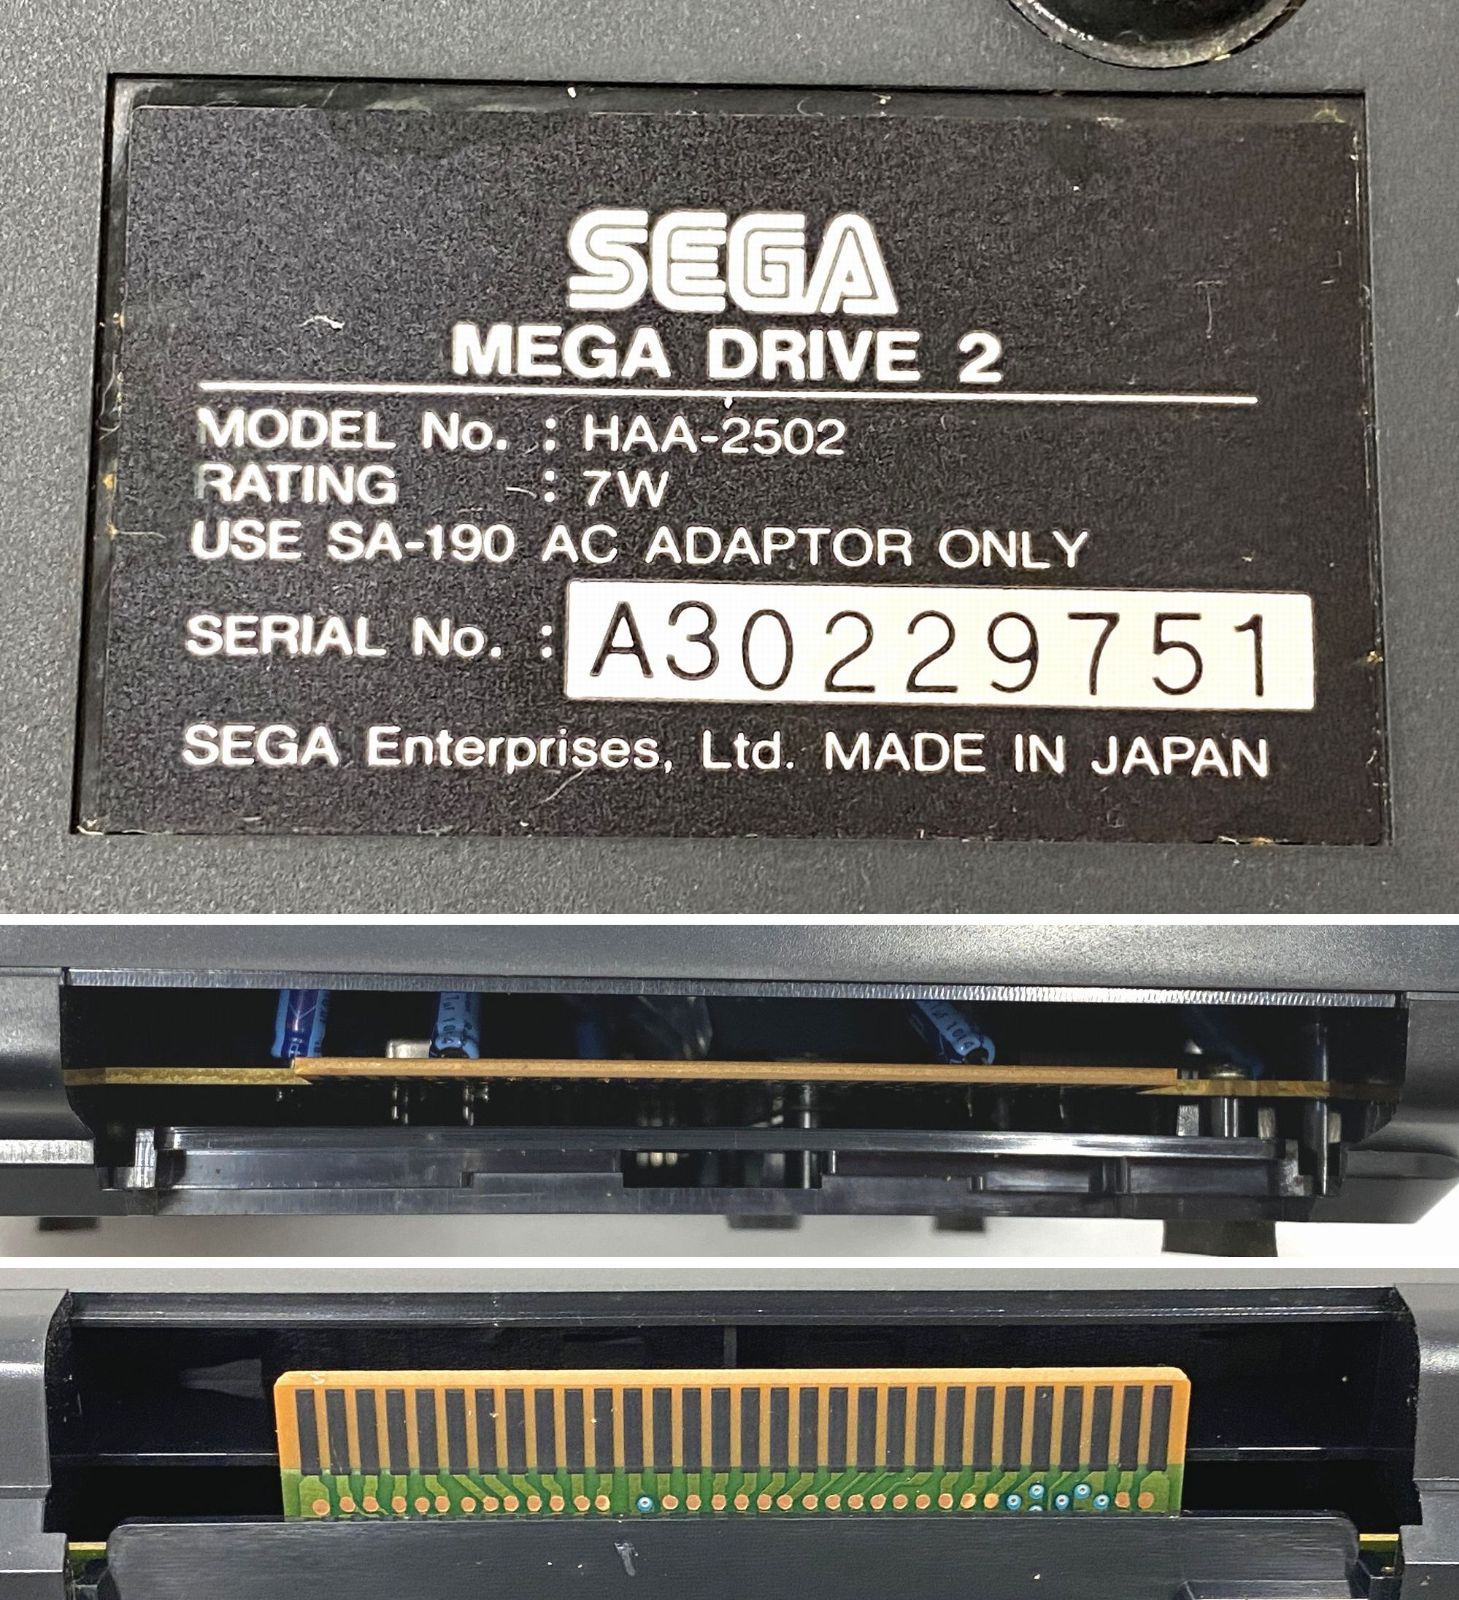 SEGA
MEGA DRIVE 2
MODEL No. : HAA-2502
RATING : 7W
USE SA-190 AC ADAPTOR ONLY
SERIAL No. : A30229751
SEGA Enterprises, Ltd. MADE IN JAPAN